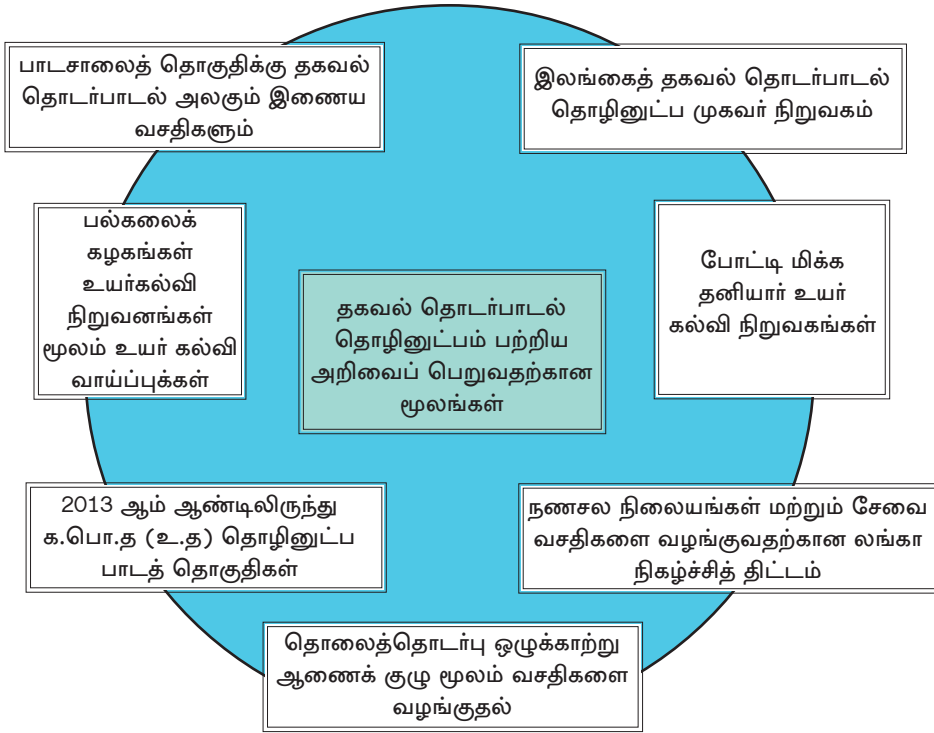 பாடசாலைத் தொகுதிக்கு தகவல்
தொடர்பாடல் அலகும் இணைய
வசதிகளும்
இலங்கைத் தகவல் தொடர்பாடல்
தொழினுட்ப முகவர் நிறுவகம்
பல்கலைக்
கழகங்கள்
உயர்கல்வி
நிறுவனங்கள்
மூலம் உயர் கல்வி
வாய்ப்புக்கள்
தகவல் தொடர்பாடல்
தொழினுட்பம் பற்றிய
அறிவைப் பெறுவதற்கான
மூலங்கள்
போட்டி மிக்க
தனியார் உயர்
கல்வி நிறுவகங்கள்
2013 ஆம் ஆண்டிலிருந்து
க.பொ.த (உ.த) தொழினுட்ப
பாடத் தொகுதிகள்
நணசல நிலையங்கள் மற்றும் சேவை
வசதிகளை வழங்குவதற்கான லங்கா
நிகழ்ச்சித் திட்டம்
தொலைத்தொடர்பு ஒழுக்காற்று
ஆணைக் குழு மூலம் வசதிகளை
வழங்குதல்